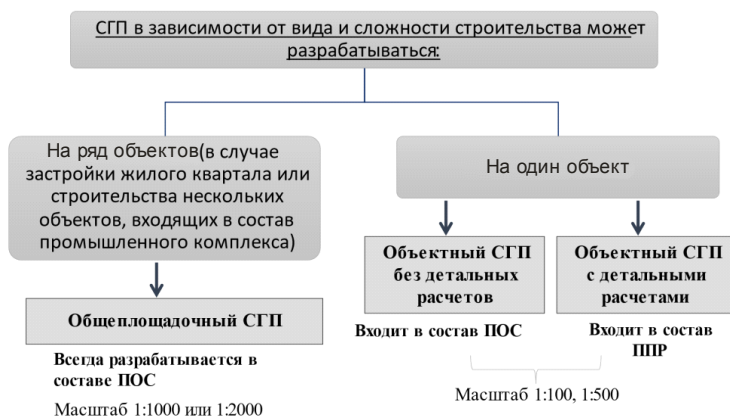 СГП в зависимости от вида и сложности строительства может
разрабатываться:
На ряд объектов(в случае
застройки жилого квартала или
строительства нескольких
объектов, входящих в состав
промышленного комплекса)
Общеплощадочный СГП
Всегда разрабатывается в
составе ПОС
Масштаб 1:1000 или 1:2000
На один объект
Объектный СГП
без детальных
расчетов
Входит в состав ПОС
Объектный СГП
с детальными
расчетами
Входит в состав
ППР
Масштаб 1:100, 1:500